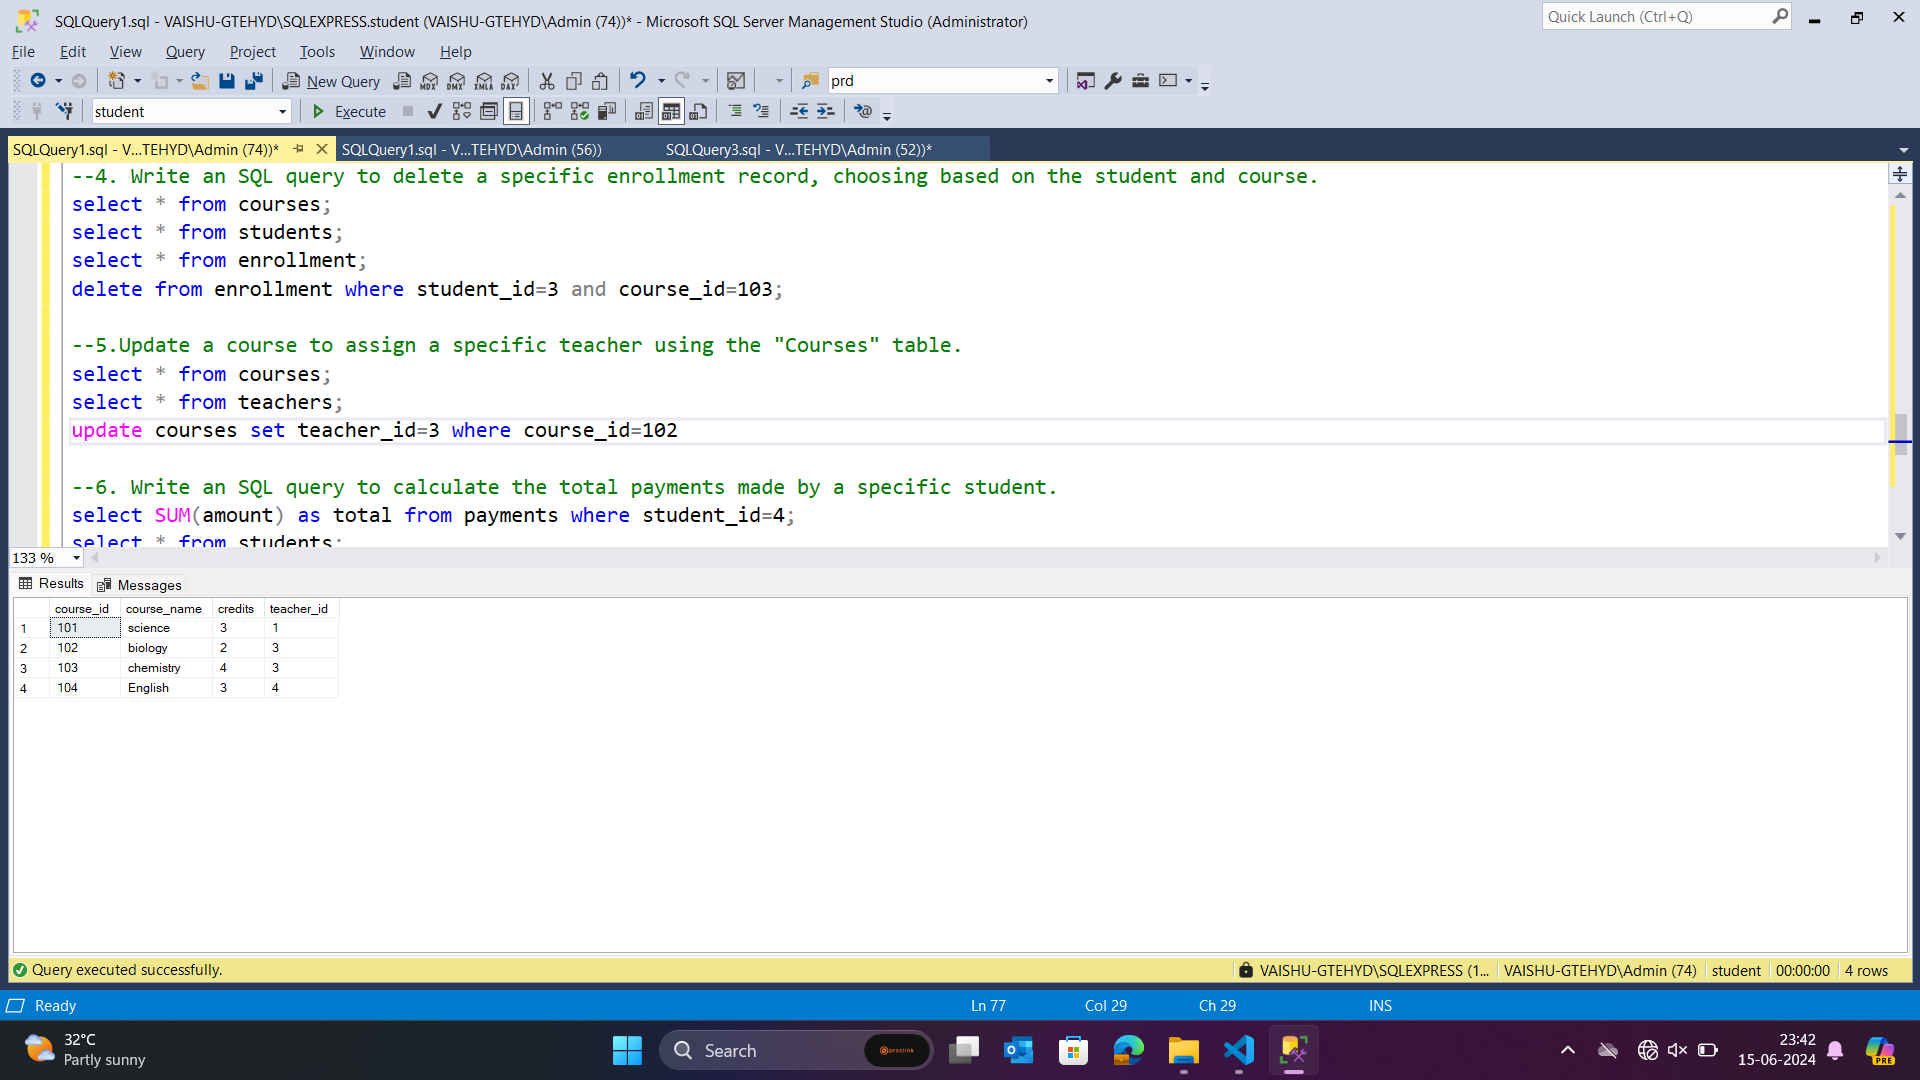 SQLQuery1.sql - VAISHU-GTEHYD\SQLEXPRESS.student (VAISHU-GTEHYD\Admin (74))* - Microsoft SQL Server Management Studio (Administrator)
Quick Launch (Ctrl+Q)
File Edit View Query Project Tools Window Help
New Query MDX DMX XMLA DAX prd
student Execute
SQLQuery1.sql - V...TEHYD\Admin (74))* SQLQuery1.sql - V...TEHYD\Admin (56)) SQLQuery3.sql - V...TEHYD\Admin (52))*
--4. Write an SQL query to delete a specific enrollment record, choosing based on the student and course.
select * from courses;
select * from students;
select * from enrollment;
delete from enrollment where student_id=3 and course_id=103;
--5.Update a course to assign a specific teacher using the "Courses" table.
select * from courses;
select * from teachers;
update courses set teacher_id=3 where course_id=102
--6. Write an SQL query to calculate the total payments made by a specific student.
select SUM(amount) as total from payments where student_id=4;
select * from students;
133 %
Results Messages
course_id course_name credits teacher_id
1 101 science 3 1
2 102 biology 2 3
3 103 chemistry 4 3
4 104 English 3 4
Query executed successfully. VAISHU-GTEHYD\SQLEXPRESS (1... VAISHU-GTEHYD\Admin (74) student 00:00:00 4 rows
Ready Ln 77 Col 29 Ch 29 INS
32°C
Partly sunny
Search
23:42
15-06-2024
PRE